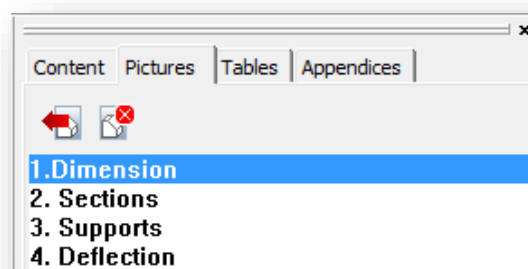 Content Pictures Tables Appendices
1.Dimension
2. Sections
3. Supports
4. Deflection